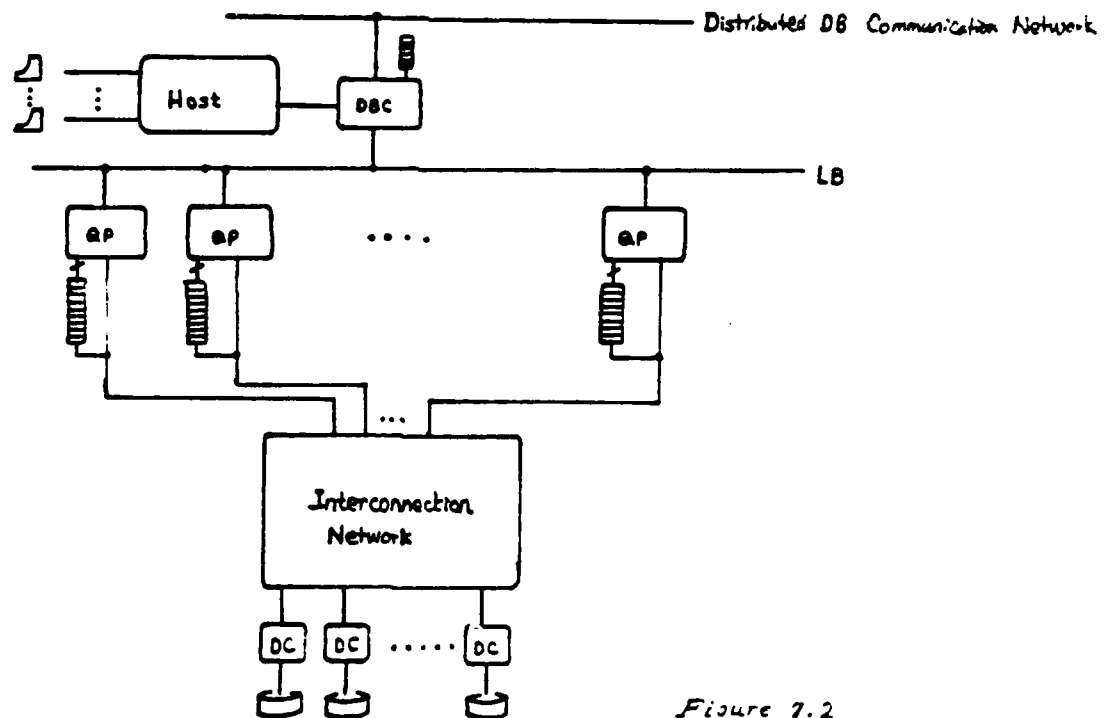 Distributed DB Communication Network
Host
DBC
LB
QP
QP
QP
Interconnection
Network
DC
DC
DC
Figure 7.2